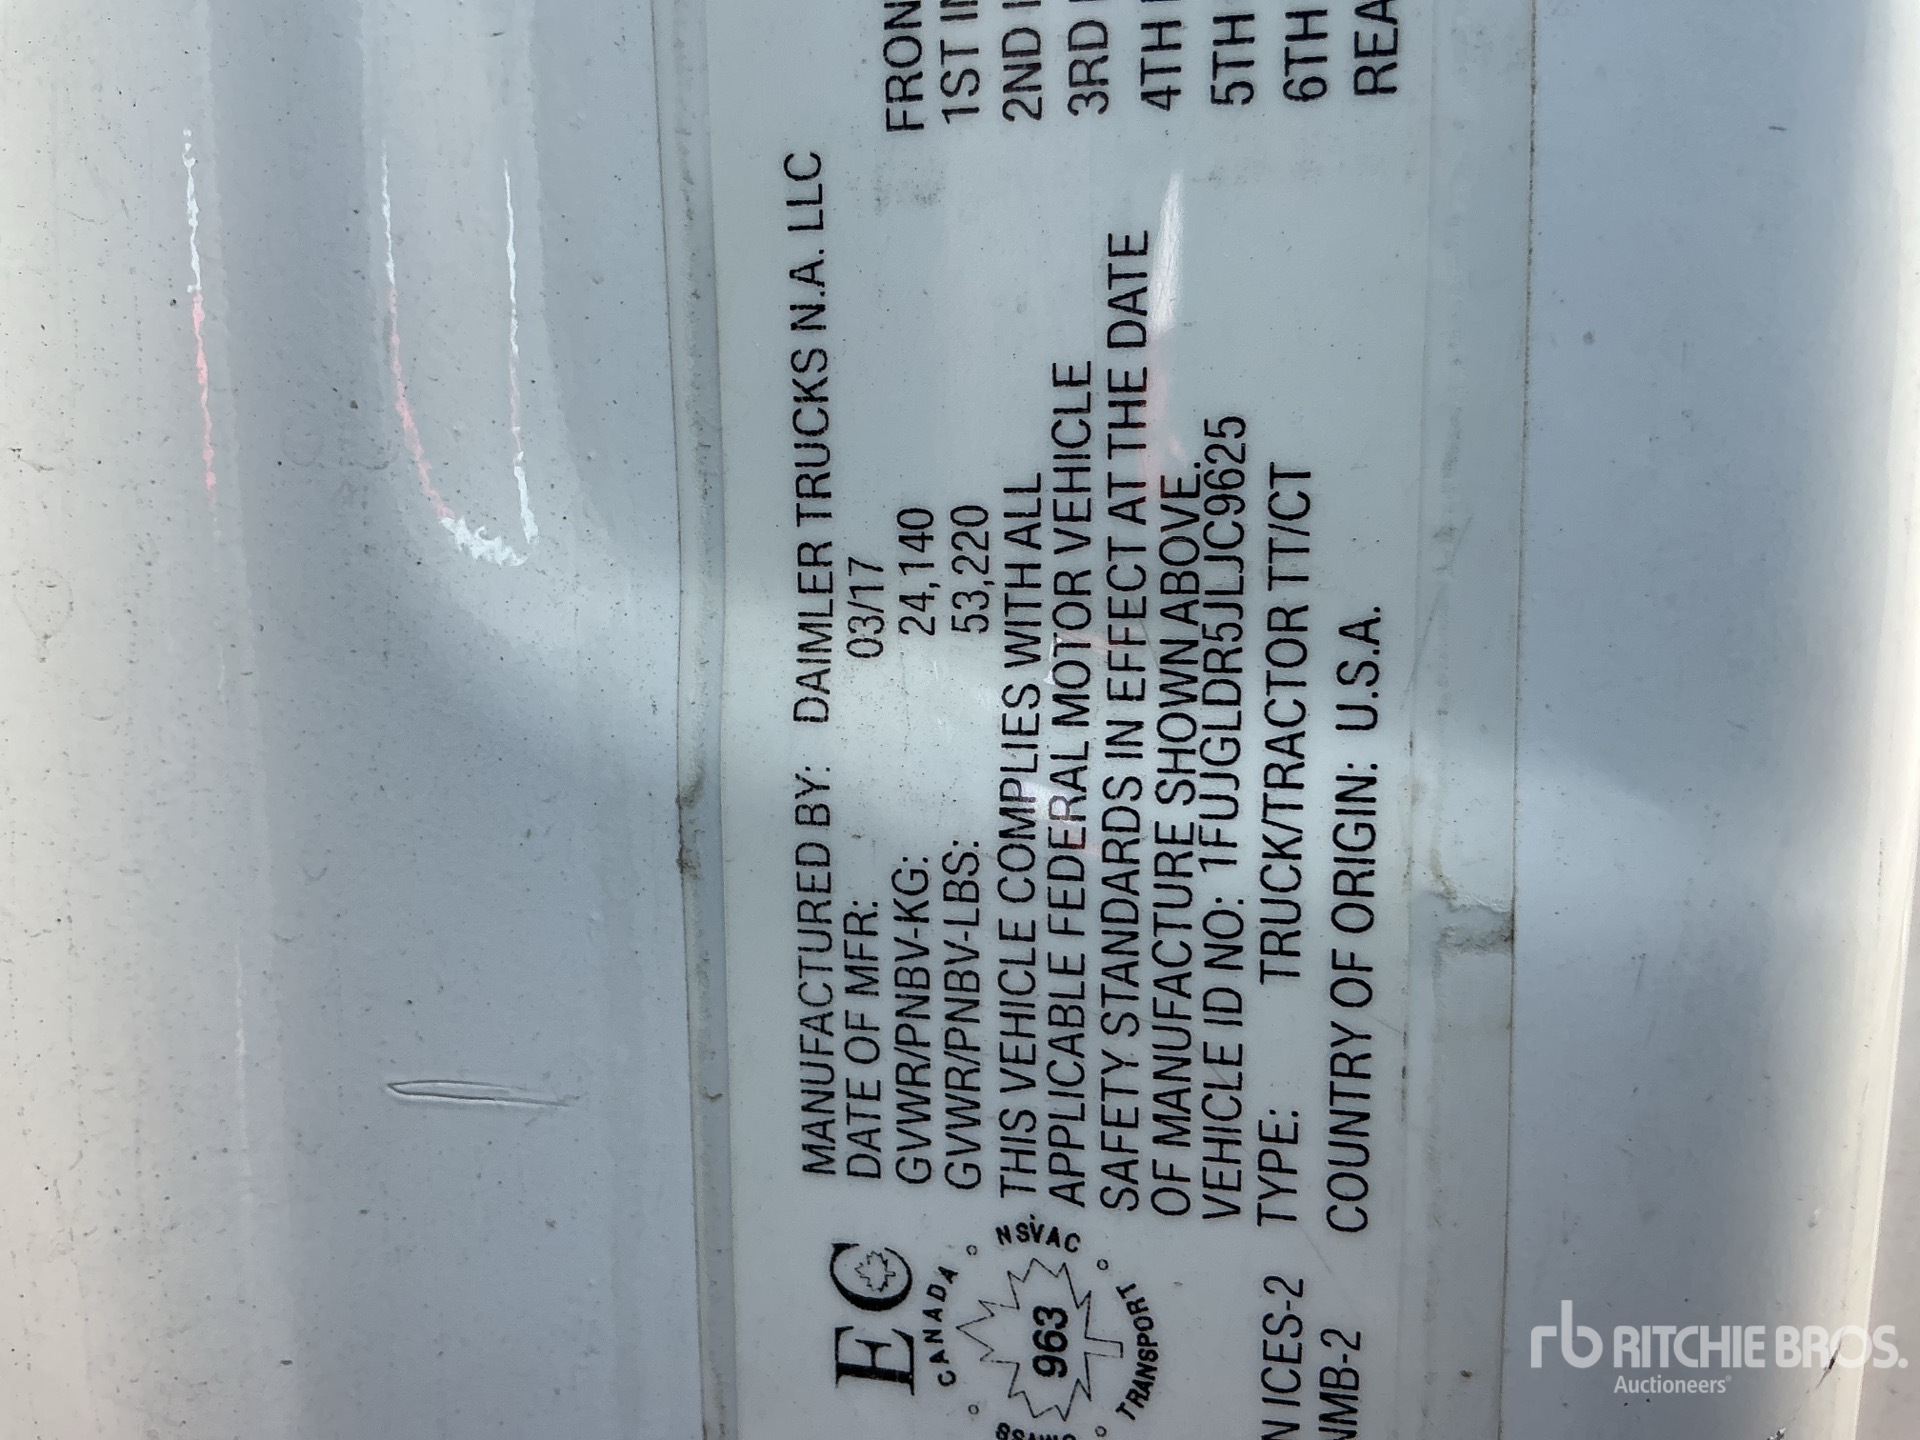 MANUFACTURED BY: DAIMLER TRUCKS N.A. LLC
DATE OF MFR: 03/17
GVWR/PNBV-KG: 24,140
GVWR/PNBV-LBS: 53,220
THIS VEHICLE COMPLIES WITH ALL
APPLICABLE FEDERAL MOTOR VEHICLE
SAFETY STANDARDS IN EFFECT AT THE DATE
OF MANUFACTURE SHOWN ABOVE.
VEHICLE ID NO: 1FUJGLDR5JLJC9625
TYPE: TRUCK/TRACTOR TT/CT
COUNTRY OF ORIGIN: U.S.A.
EC
CANADA
NSVAC
963
TRANSPORT
N ICES-2
NMB-2
FRON
1ST IN
2ND
3RD
4TH
5TH
6TH
REA
rb RITCHIE BROS.
Auctioneers